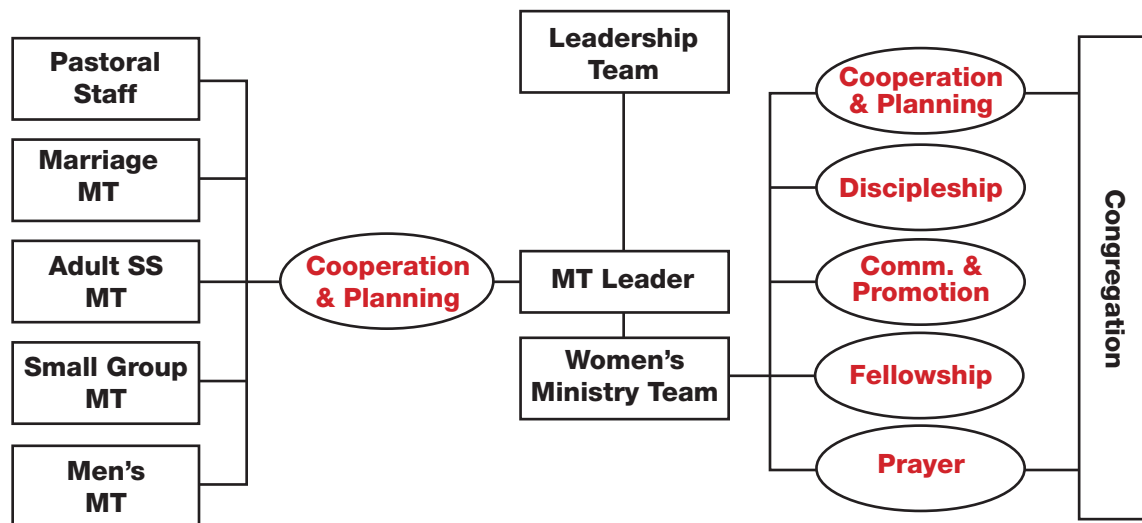 Pastoral
Staff
Marriage
MT
Adult SS
MT
Small Group
MT
Men’s
MT
Cooperation
& Planning
Leadership
Team
MT Leader
Women’s
Ministry Team
Cooperation
& Planning
Discipleship
Comm. &
Promotion
Fellowship
Prayer
Congregation